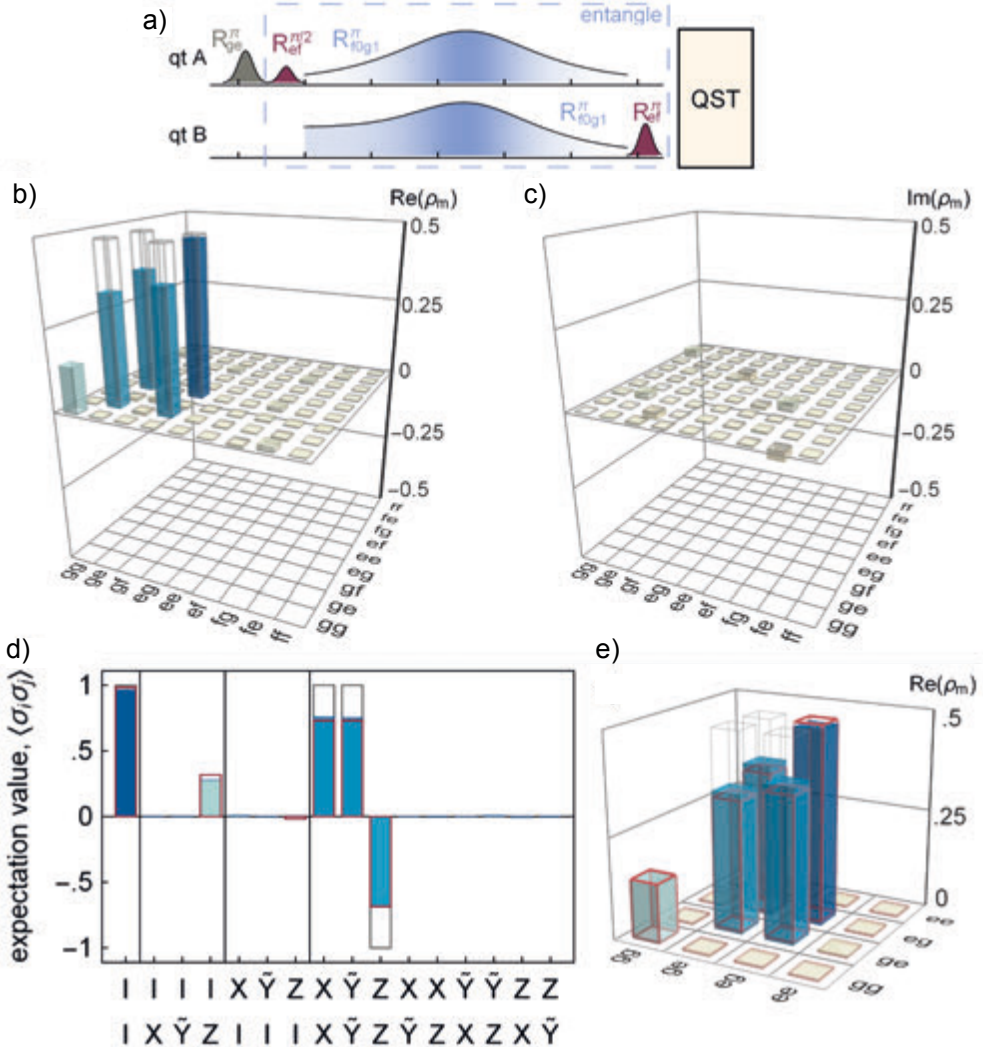 a)
entangle
R^π_ge R^π/2_ef R^π_f0g1
qt A
QST
R^π_f0g1 R^π_ef
qt B
b)
Re(ρm)
0.5
0.25
0
−0.25
−0.5
gg ge gf eg ee ef fg fe ff
ff
fe
fg
ef
ee
eg
gf
ge
gg
c)
Im(ρm)
0.5
0.25
0
−0.25
−0.5
gg ge gf eg ee ef fg fe ff
ff
fe
fg
ef
ee
eg
gf
ge
gg
d)
expectation value, ⟨σiσj⟩
1
.5
0
−.5
−1
I I I I X Ỹ Z X Ỹ Z X X Ỹ Ỹ Z Z
I X Ỹ Z I I I X Ỹ Z Ỹ Z X Z X Ỹ
e)
Re(ρm)
.5
.25
0
gg ge eg ee
ee
eg
ge
gg